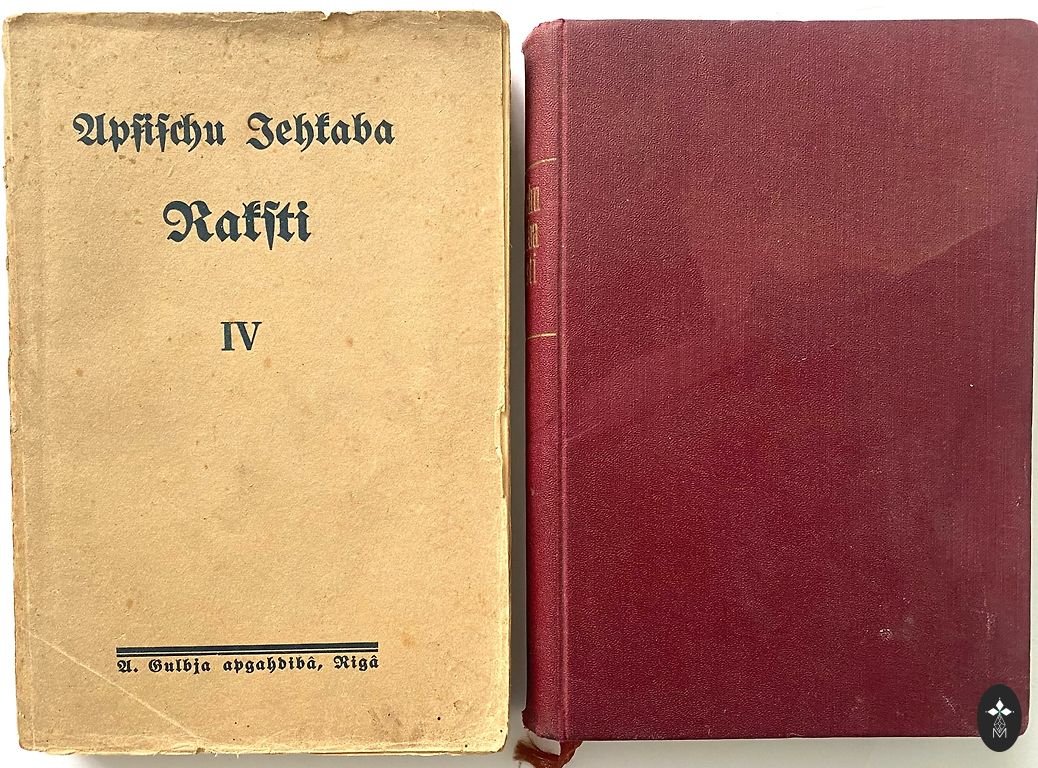 Apsischu Jehkaba
Raksti
IV
A. Gulbja apgahdibâ, Rigâ